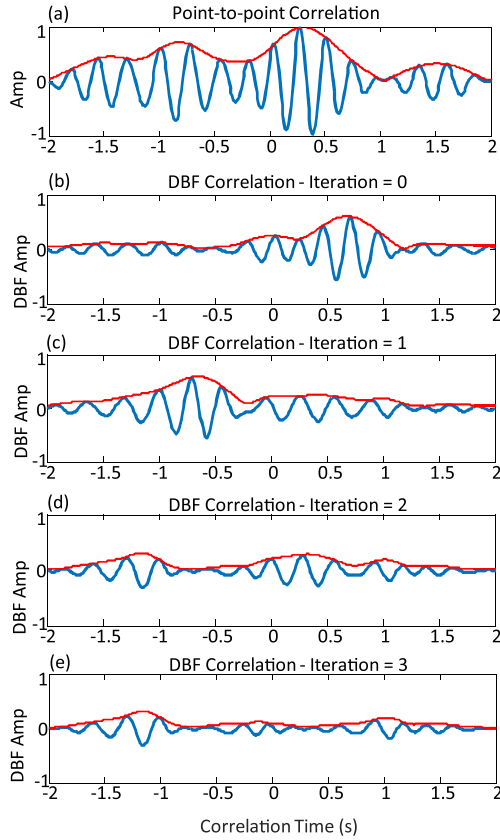 (a) Point-to-point Correlation
1
0
-1
Amp
-2 -1.5 -1 -0.5 0 0.5 1 1.5 2
(b) DBF Correlation - Iteration = 0
1
0
-1
DBF Amp
-2 -1.5 -1 -0.5 0 0.5 1 1.5 2
(c) DBF Correlation - Iteration = 1
1
0
-1
DBF Amp
-2 -1.5 -1 -0.5 0 0.5 1 1.5 2
(d) DBF Correlation - Iteration = 2
1
0
-1
DBF Amp
-2 -1.5 -1 -0.5 0 0.5 1 1.5 2
(e) DBF Correlation - Iteration = 3
1
0
-1
DBF Amp
-2 -1.5 -1 -0.5 0 0.5 1 1.5 2
Correlation Time (s)